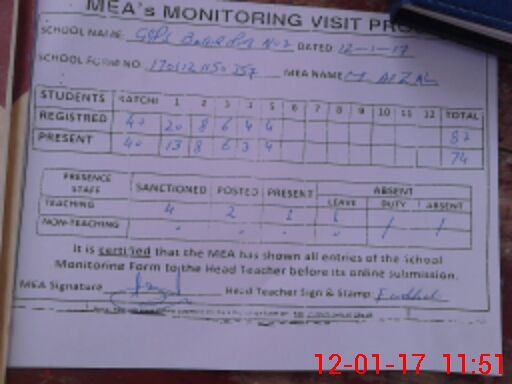 MEA's MONITORING VISIT PRO
SCHOOL NAME GPS No-2 DATED 12-1-17
SCHOOL FORM NO. MEA NAME M. AFZAL
STUDENTS KATCHI 1 2 3 4 5 6 7 8 9 10 11 12 TOTAL
REGISTRED 40 20 8 6 4 4 82
PRESENT 40 13 8 6 3 4 74
PRESENCE STAFF SANCTIONED POSTED PRESENT ABSENT
LEAVE DUTY ABSENT
TEACHING 4 2 1 1 / /
NON-TEACHING - - - -
It is certified that the MEA has shown all entries of the School
Monitoring Form to the Head Teacher before its online submission.
MEA Signature Head Teacher Sign & Stamp
12-01-17 11:51